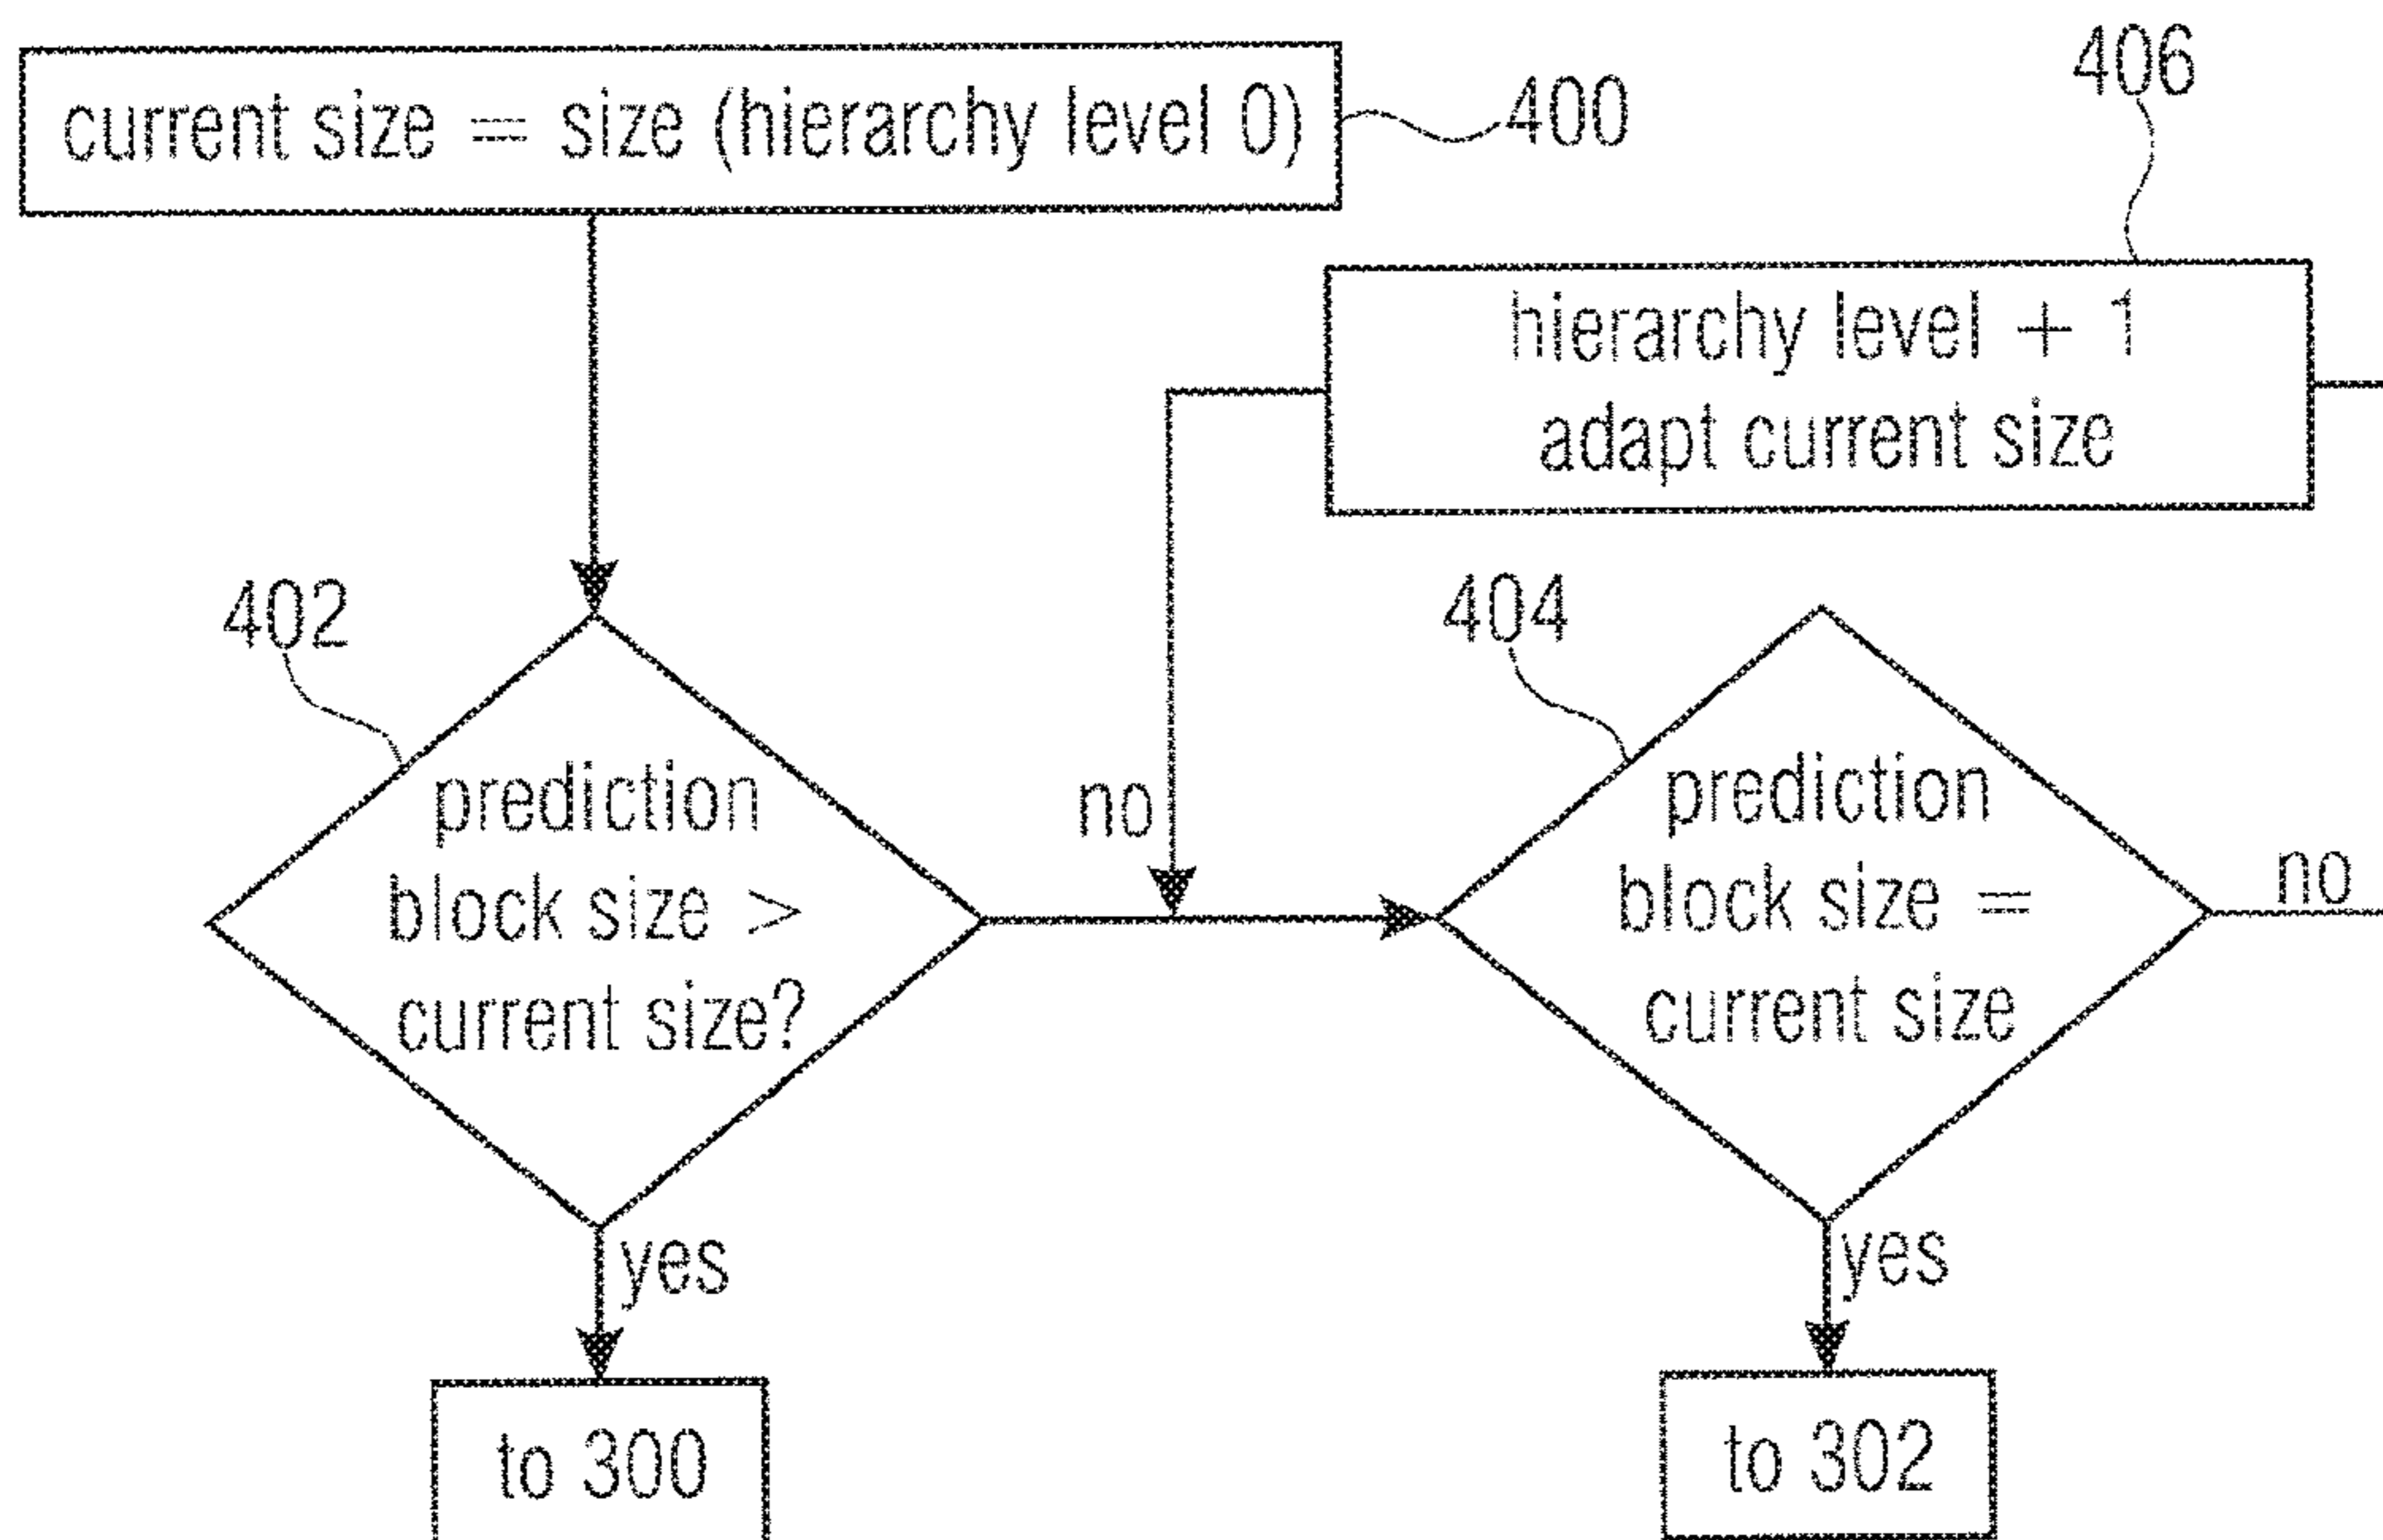 current size = size (hierarchy level 0)
400
406
hierarchy level + 1
adapt current size
402
prediction
block size >
current size?
no
404
prediction
block size =
current size
no
yes
yes
to 300
to 302